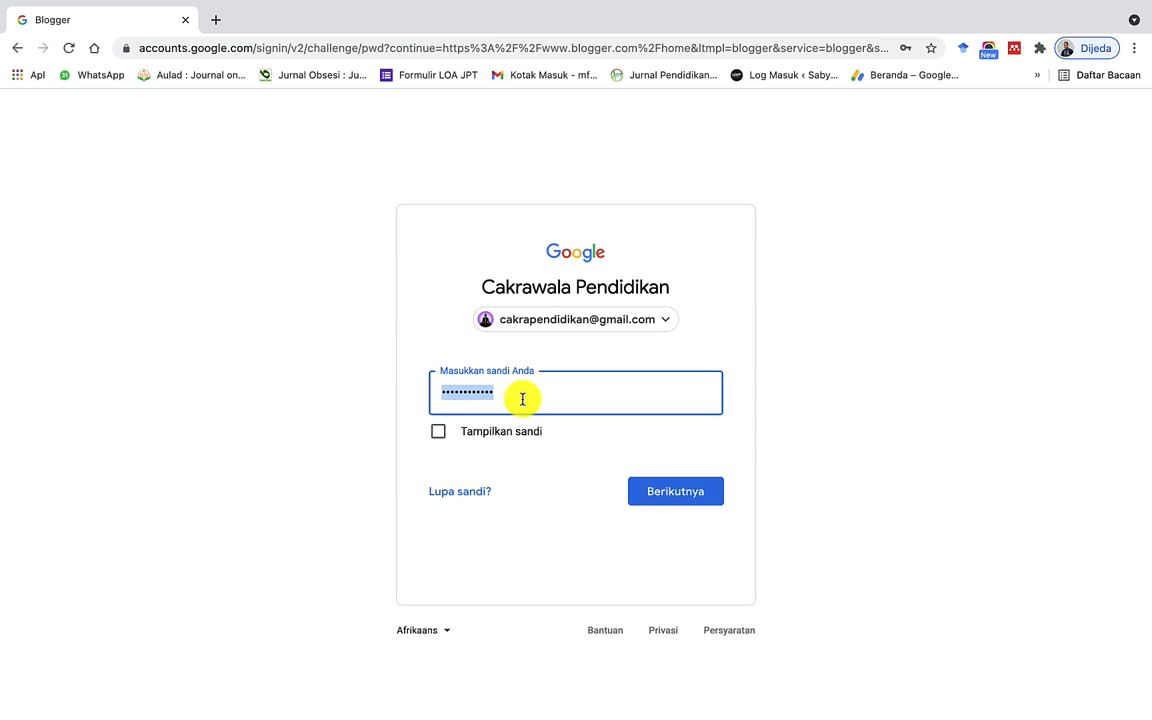 Blogger
accounts.google.com/signin/v2/challenge/pwd?continue=https%3A%2F%2Fwww.blogger.com%2Fhome&ltmpl=blogger&service=blogger&s...
New
Dijeda
Apl
WhatsApp
Aulad : Journal on...
Jurnal Obsesi : Ju...
Formulir LOA JPT
Kotak Masuk - mf...
Jurnal Pendidikan...
Log Masuk ‹ Saby...
Beranda – Google...
»
Daftar Bacaan
Google
Cakrawala Pendidikan
cakrapendidikan@gmail.com
Masukkan sandi Anda
••••••••••••
Tampilkan sandi
Lupa sandi?
Berikutnya
Afrikaans
Bantuan
Privasi
Persyaratan